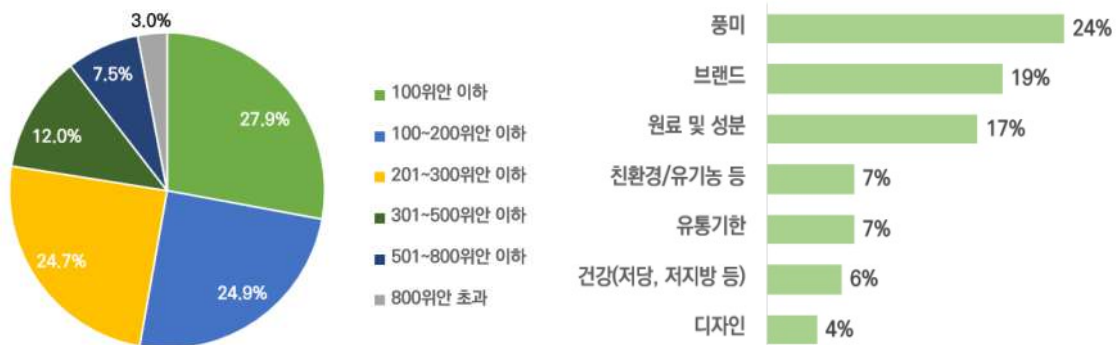 3.0%
7.5%
12.0%
24.7%
24.9%
27.9%
100위안 이하
100~200위안 이하
201~300위안 이하
301~500위안 이하
501~800위안 이하
800위안 초과
풍미 24%
브랜드 19%
원료 및 성분 17%
친환경/유기농 등 7%
유통기한 7%
건강(저당, 저지방 등) 6%
디자인 4%